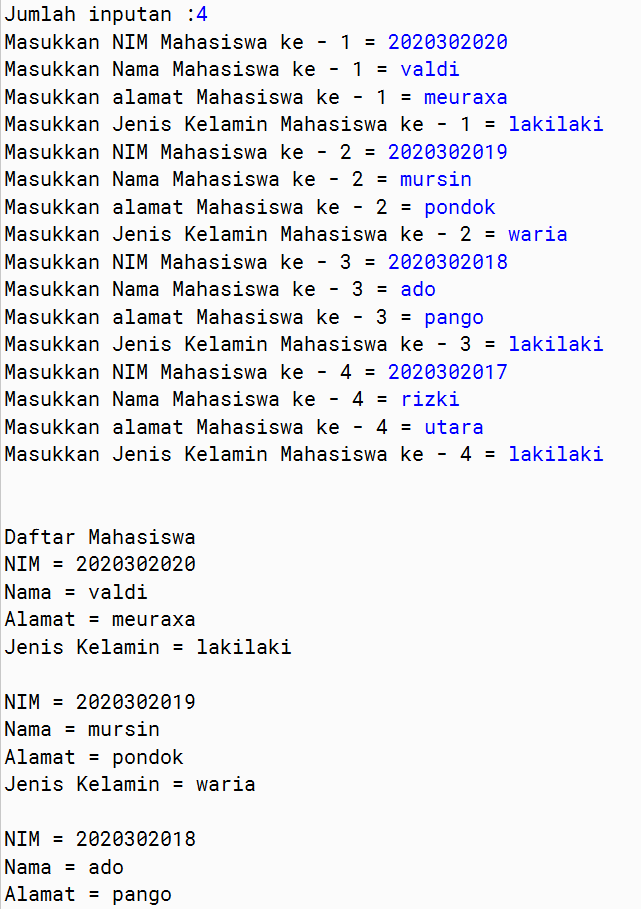 Jumlah inputan :4
Masukkan NIM Mahasiswa ke - 1 = 2020302020
Masukkan Nama Mahasiswa ke - 1 = valdi
Masukkan alamat Mahasiswa ke - 1 = meuraxa
Masukkan Jenis Kelamin Mahasiswa ke - 1 = lakilaki
Masukkan NIM Mahasiswa ke - 2 = 2020302019
Masukkan Nama Mahasiswa ke - 2 = mursin
Masukkan alamat Mahasiswa ke - 2 = pondok
Masukkan Jenis Kelamin Mahasiswa ke - 2 = waria
Masukkan NIM Mahasiswa ke - 3 = 2020302018
Masukkan Nama Mahasiswa ke - 3 = ado
Masukkan alamat Mahasiswa ke - 3 = pango
Masukkan Jenis Kelamin Mahasiswa ke - 3 = lakilaki
Masukkan NIM Mahasiswa ke - 4 = 2020302017
Masukkan Nama Mahasiswa ke - 4 = rizki
Masukkan alamat Mahasiswa ke - 4 = utara
Masukkan Jenis Kelamin Mahasiswa ke - 4 = lakilaki
Daftar Mahasiswa
NIM = 2020302020
Nama = valdi
Alamat = meuraxa
Jenis Kelamin = lakilaki
NIM = 2020302019
Nama = mursin
Alamat = pondok
Jenis Kelamin = waria
NIM = 2020302018
Nama = ado
Alamat = pango